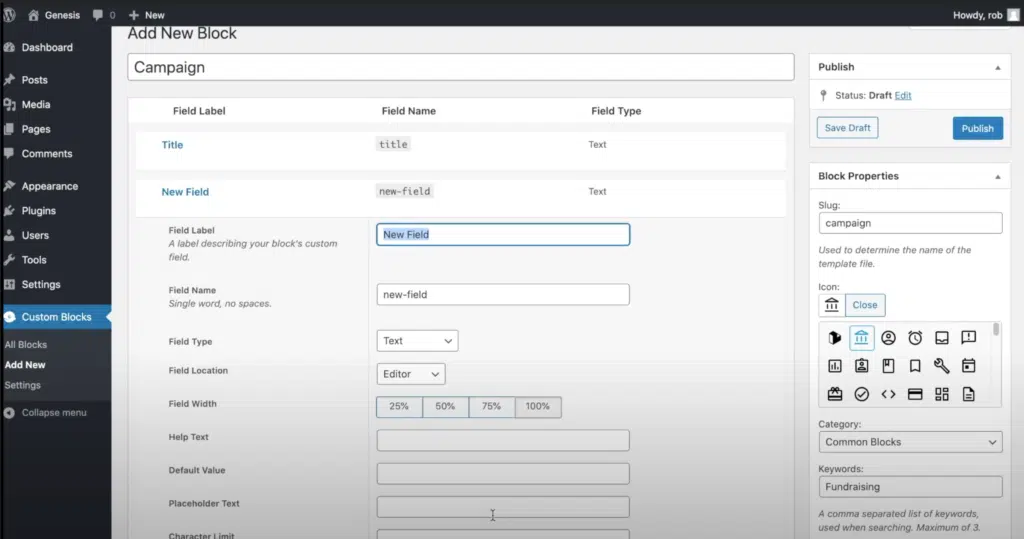 Genesis
0
New
Howdy, rob
Dashboard
Posts
Media
Pages
Comments
Appearance
Plugins
Users
Tools
Settings
Custom Blocks
All Blocks
Add New
Settings
Collapse menu
Add New Block
Campaign
Field Label Field Name Field Type
Title title Text
New Field new-field Text
Field Label
A label describing your block's custom
field.
New Field
Field Name
Single word, no spaces.
new-field
Field Type
Text
Field Location
Editor
Field Width
25% 50% 75% 100%
Help Text
Default Value
Placeholder Text
Character Limit
Publish
Status: Draft Edit
Save Draft
Publish
Block Properties
Slug:
campaign
Used to determine the name of the
template file.
Icon:
Close
Category:
Common Blocks
Keywords:
Fundraising
A comma separated list of keywords,
used when searching. Maximum of 3.